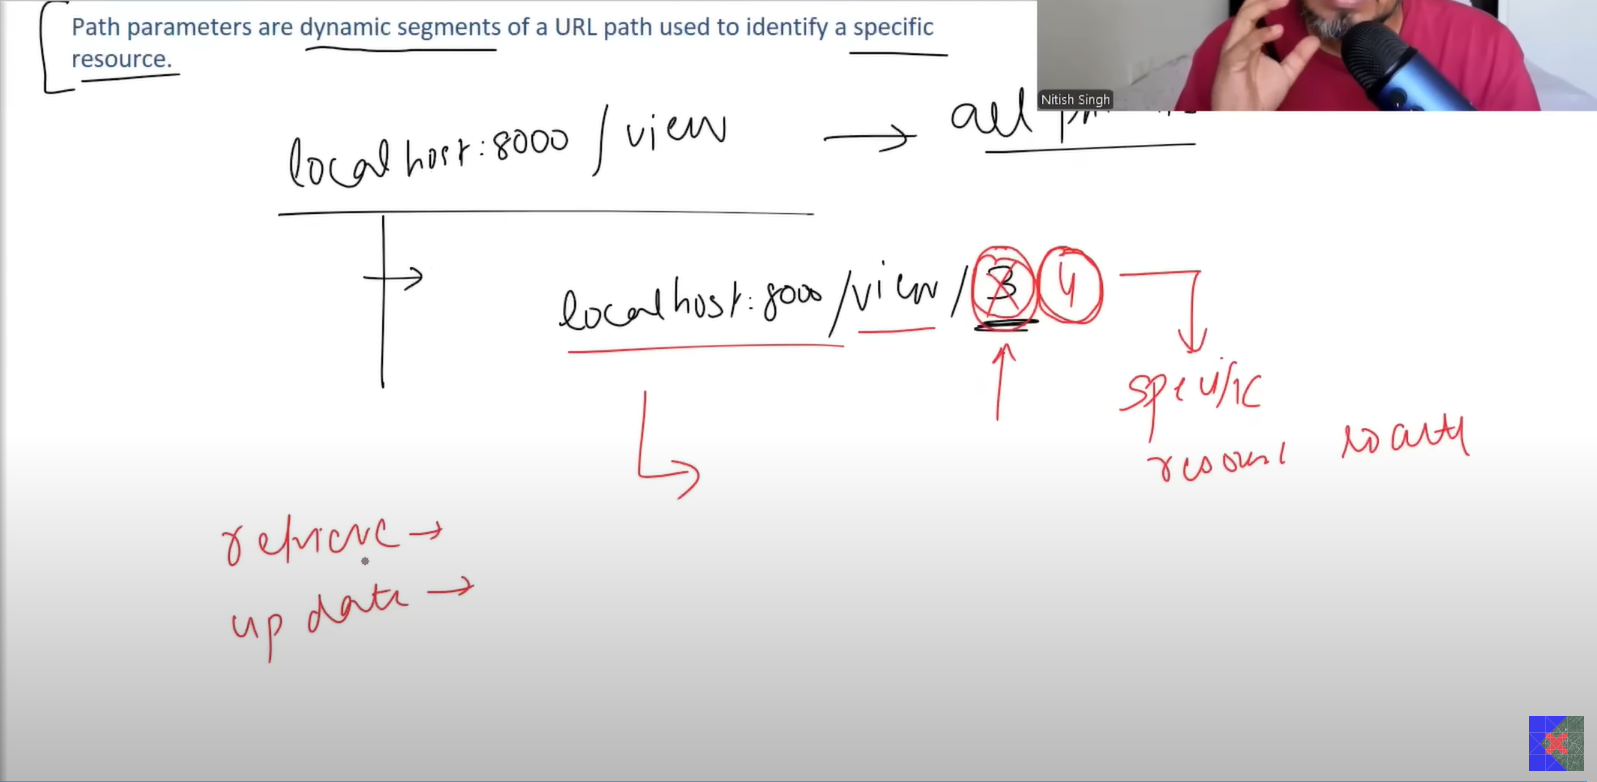 Path parameters are dynamic segments of a URL path used to identify a specific
resource.
Nitish Singh
localhost:8000/view → all
localhost:8000/view/3 4
specific
retrieve →
update →